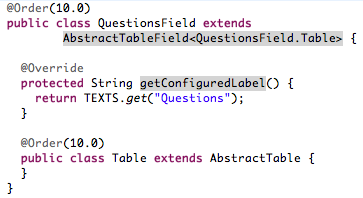 @Order(10.0)
public class QuestionsField extends
AbstractTableField<QuestionsField.Table> {
@Override
protected String getConfiguredLabel() {
return TEXTS.get("Questions");
}
@Order(10.0)
public class Table extends AbstractTable {
}
}